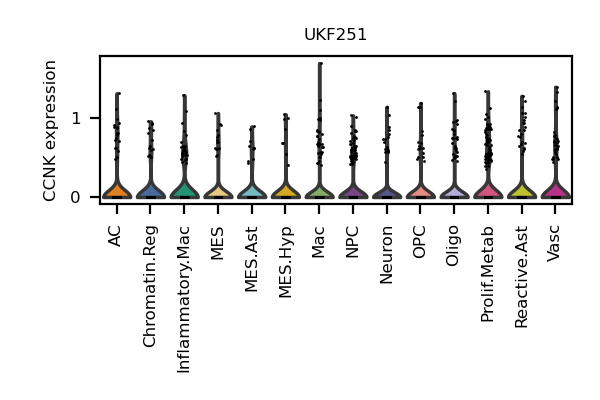 UKF251
CCNK expression
1
0
AC
Chromatin.Reg
Inflammatory.Mac
MES
MES.Ast
MES.Hyp
Mac
NPC
Neuron
OPC
Oligo
Prolif.Metab
Reactive.Ast
Vasc